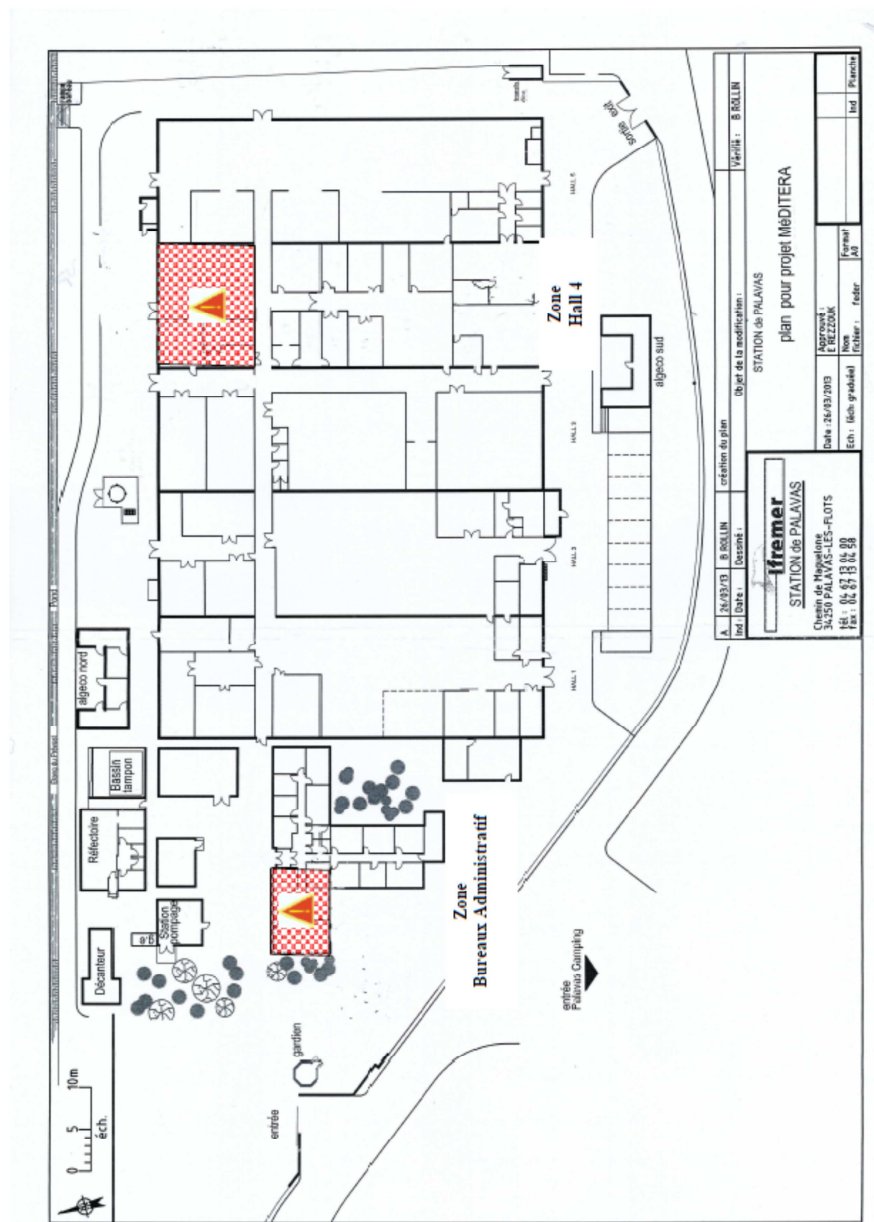 Zone
Hall 4
Zone
Bureaux Administratif
sortie exit
HALL 5
HALL 3
HALL 2
HALL 1
algeco sud
algeco nord
Bassin
tampon
Réfectoire
Station
pompage
Décanteur
gardien
entrée
entrée
Palavas Camping
0 5 10m
éch.
A 26/03/13 B ROLLIN création du plan
Ind : Date : Dessiné : Objet de la modification : Vérifié : B ROLLIN
Ifremer
STATION de PALAVAS
Chemin de Maguelone
34250 PALAVAS-LES-FLOTS
tél : 04 67 13 04 00
fax : 04 67 13 04 58
STATION de PALAVAS
plan pour projet MéDITERA
Date : 26/03/2013
Approuvé :
E REZZOUK
Ech : (éch: graduée)
Nom
fichier : feder
Format
A0
Ind Planche